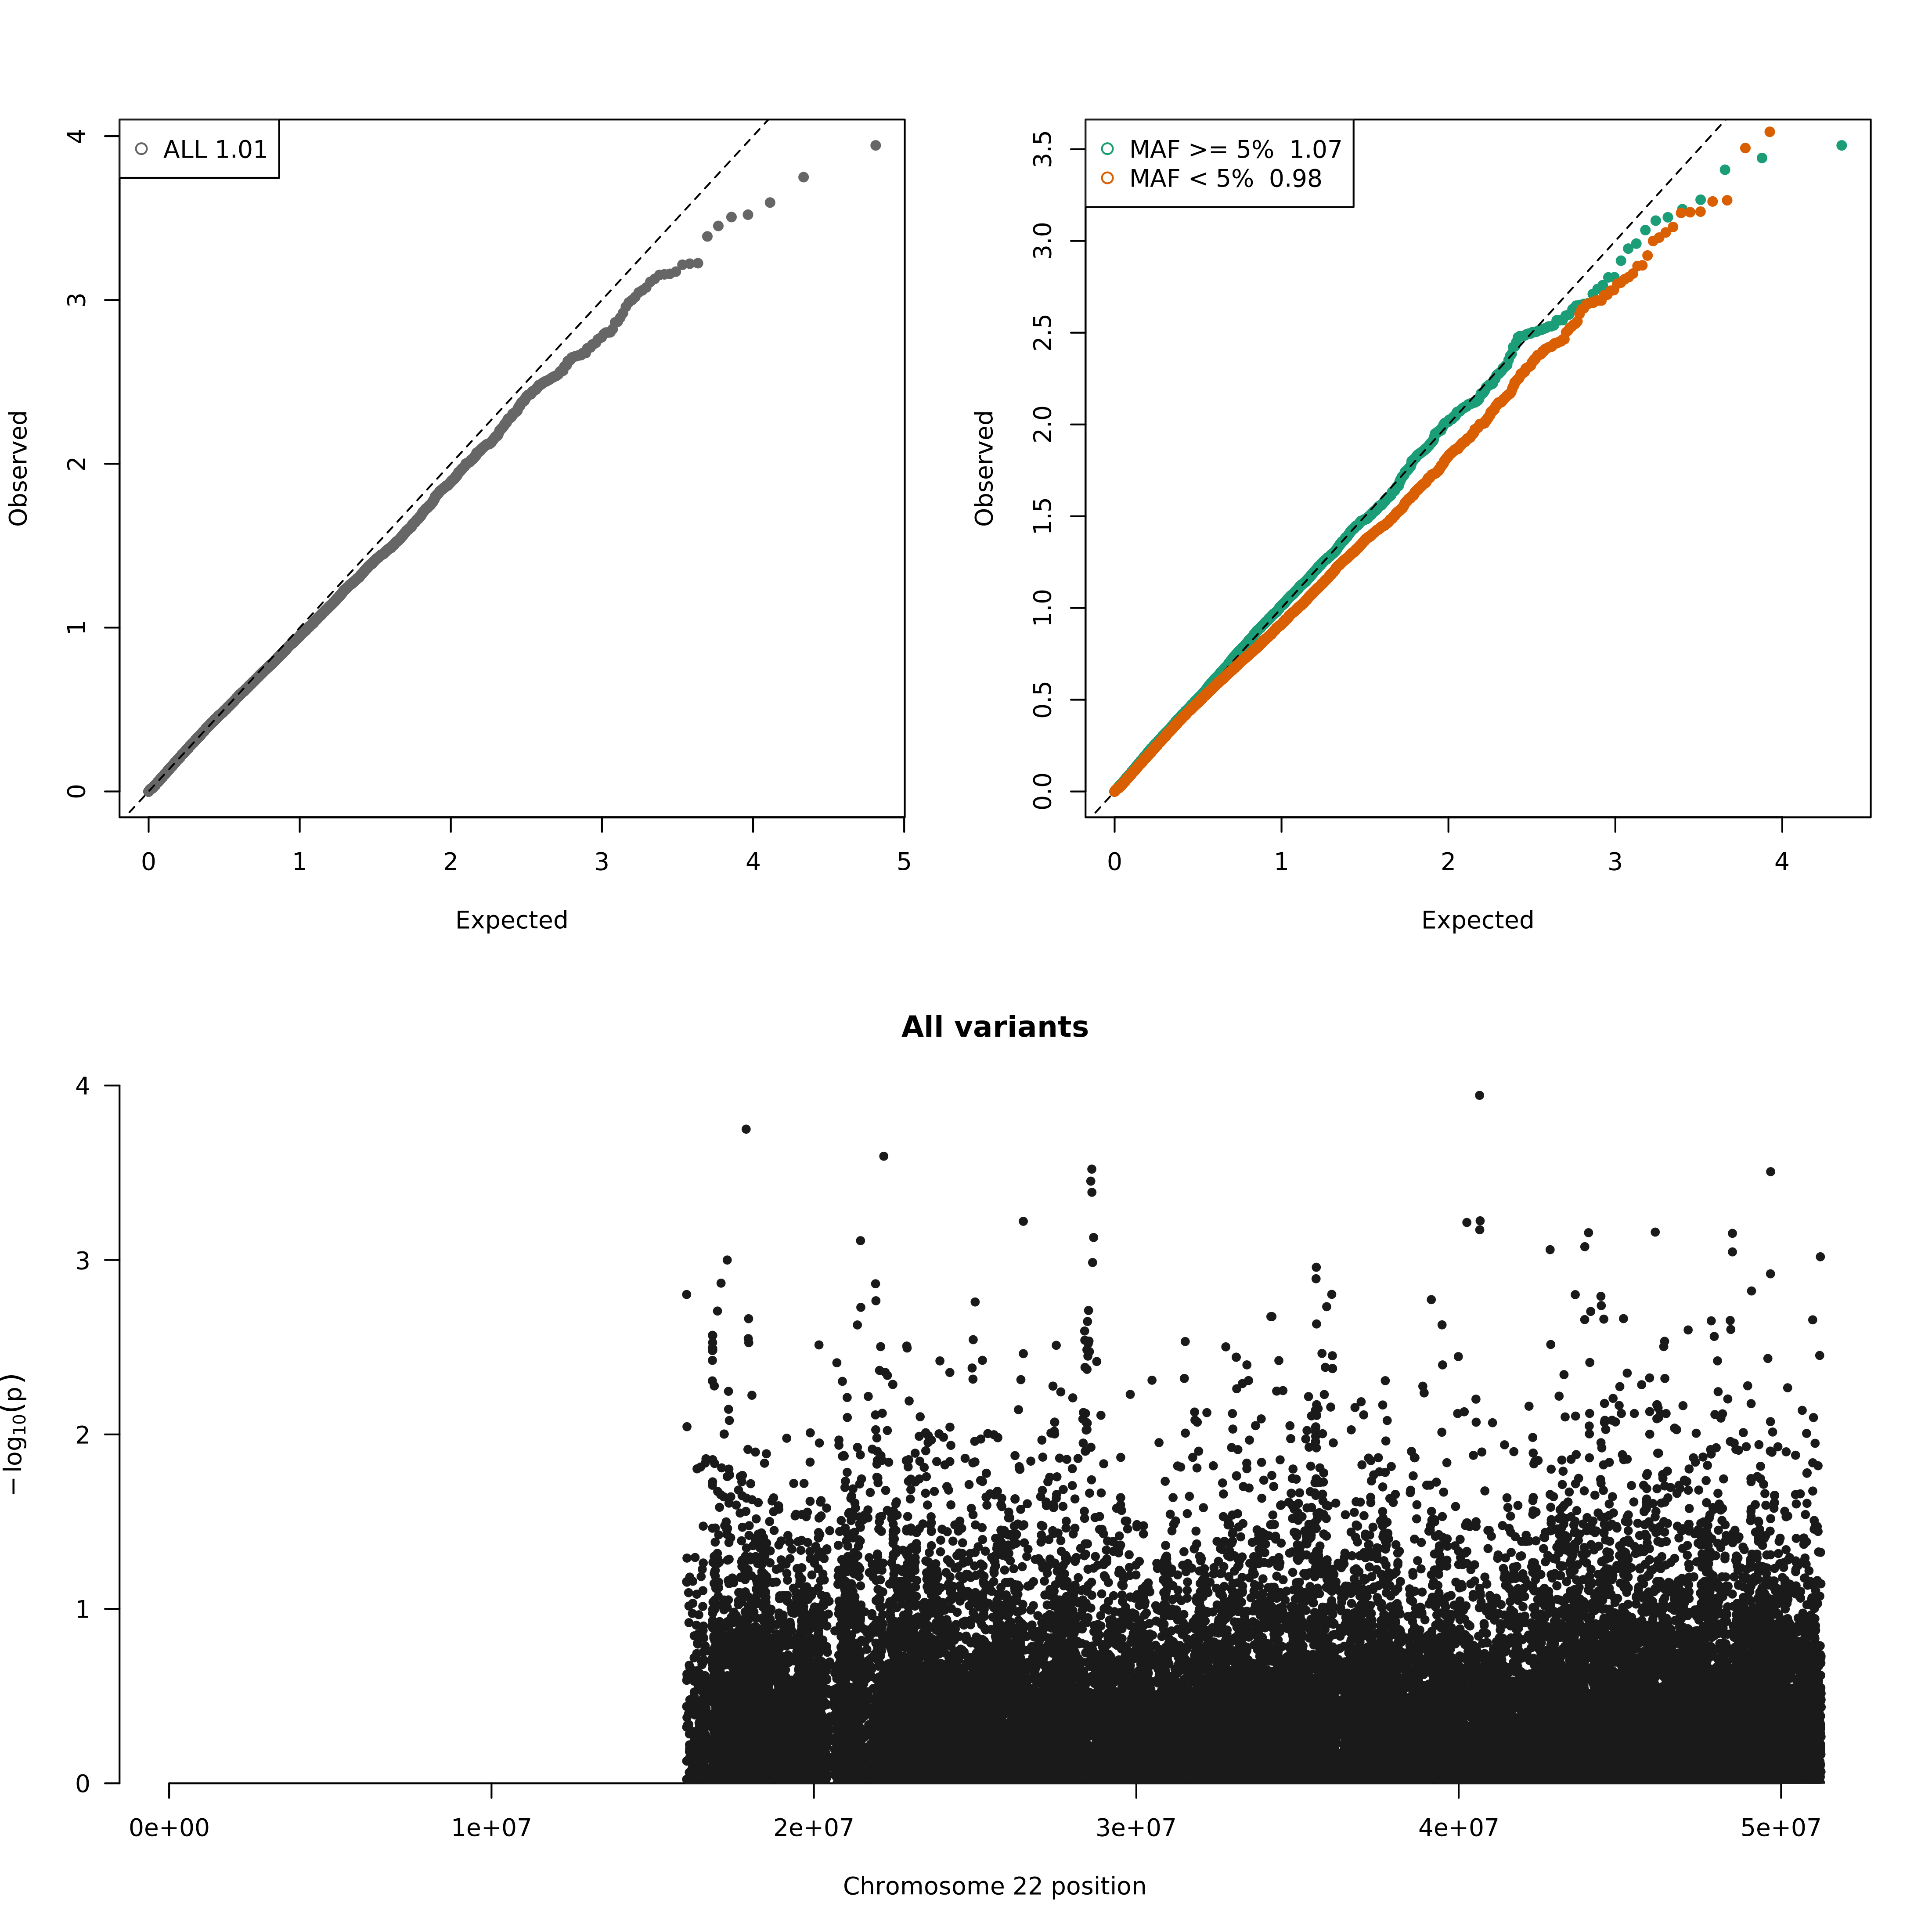 ALL 1.01
4
3
2
1
0
Observed
0 1 2 3 4 5
Expected
MAF >= 5% 1.07
MAF < 5% 0.98
3.5
3.0
2.5
2.0
1.5
1.0
0.5
0.0
Observed
0 1 2 3 4
Expected
All variants
4
3
2
1
0
−log₁₀(p)
0e+00 1e+07 2e+07 3e+07 4e+07 5e+07
Chromosome 22 position